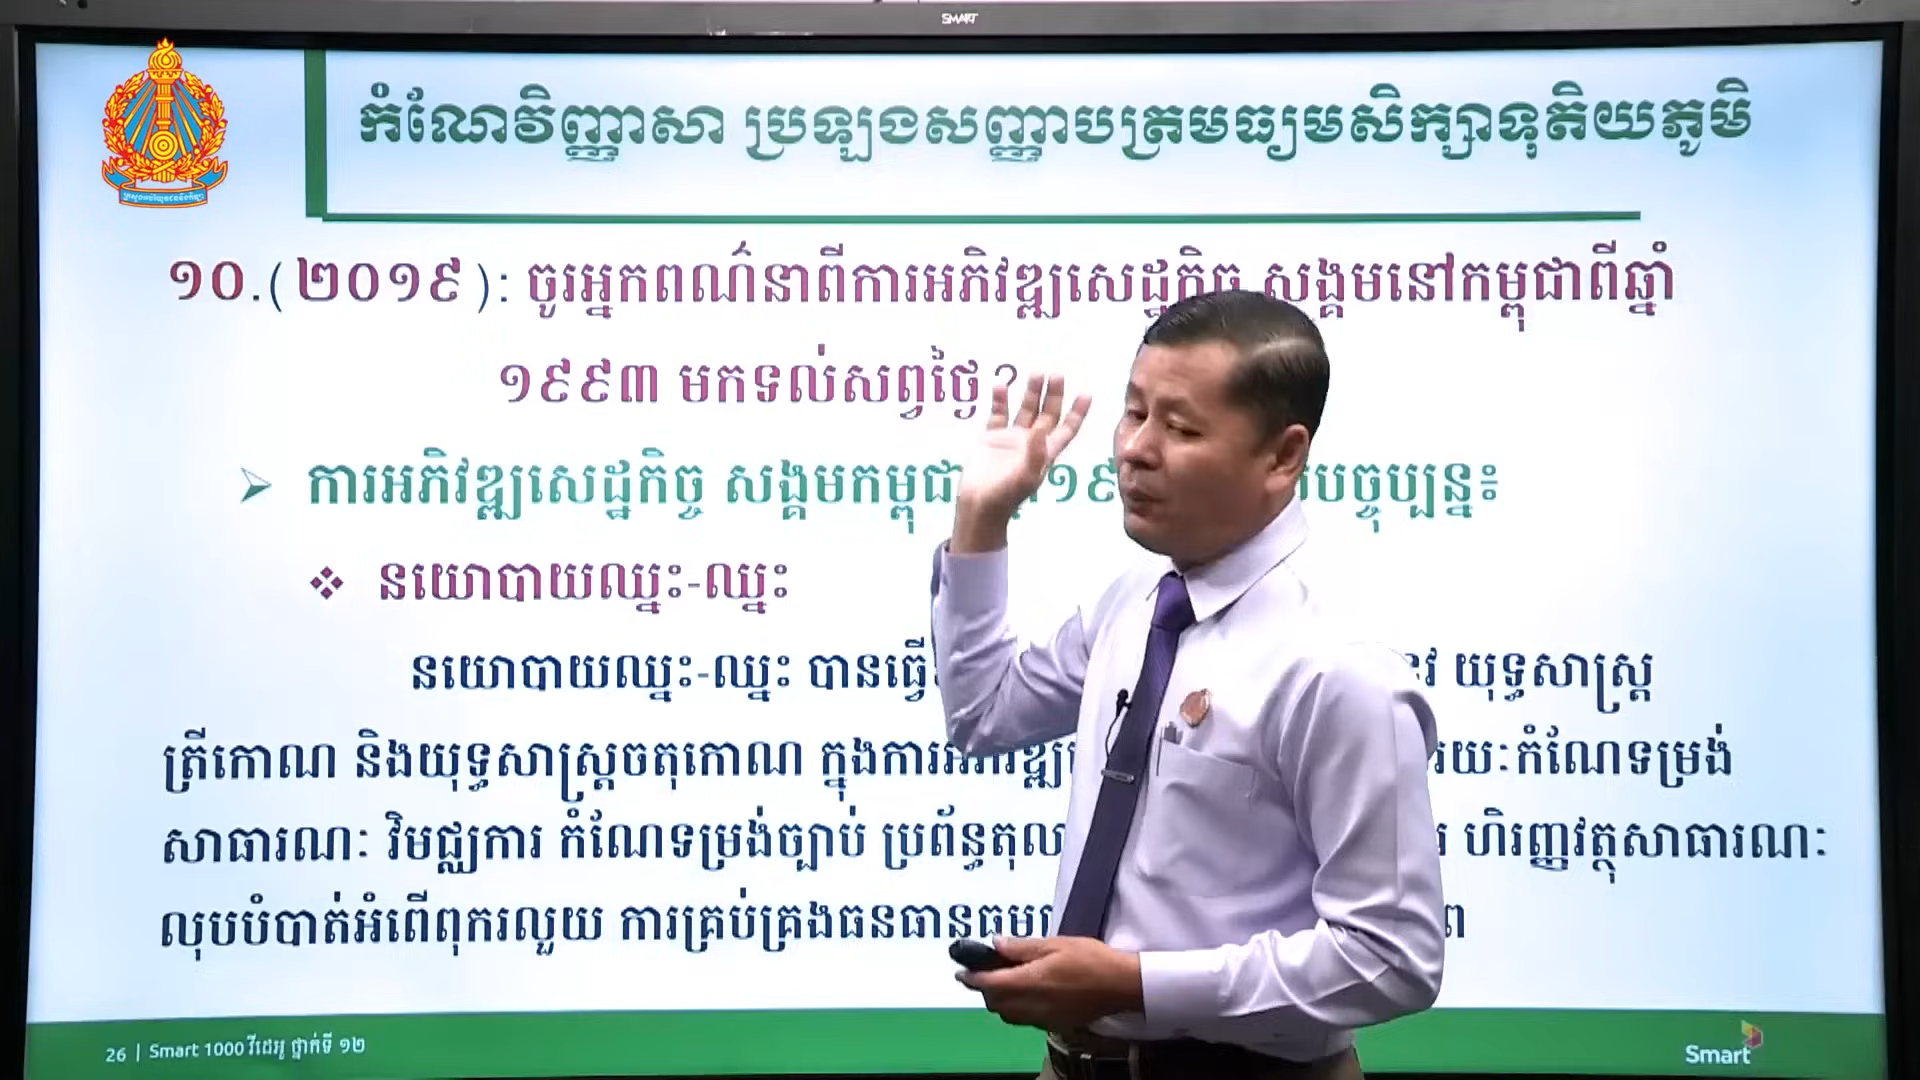 SMART
កំណែវិញ្ញាសា ប្រឡងសញ្ញាបត្រមធ្យមសិក្សាទុតិយភូមិ
១០.(២០១៩): ចូរអ្នកពណ៌នាពីការអភិវឌ្ឍសេដ្ឋកិច្ច សង្គមនៅកម្ពុជាពីឆ្នាំ
១៩៩៣ មកទល់សព្វថ្ងៃ?
➢ ការអភិវឌ្ឍសេដ្ឋកិច្ច សង្គមកម្ពុជា បច្ចុប្បន្ន៖
❖ នយោបាយឈ្នះ-ឈ្នះ
នយោបាយឈ្នះ-ឈ្នះ បានធ្វើ យុទ្ធសាស្ត្រ
ត្រីកោណ និងយុទ្ធសាស្ត្រចតុកោណ ក្នុងការអភិវឌ្ឍ កំណែទម្រង់
សាធារណៈ វិមជ្ឈការ កំណែទម្រង់ច្បាប់ ប្រព័ន្ធតុលា ហិរញ្ញវត្ថុសាធារណៈ
លុបបំបាត់អំពើពុករលួយ ការគ្រប់គ្រងធនធានធម្ម
26 | Smart 1000 វីដេអូ ថ្នាក់ទី ១២
Smart